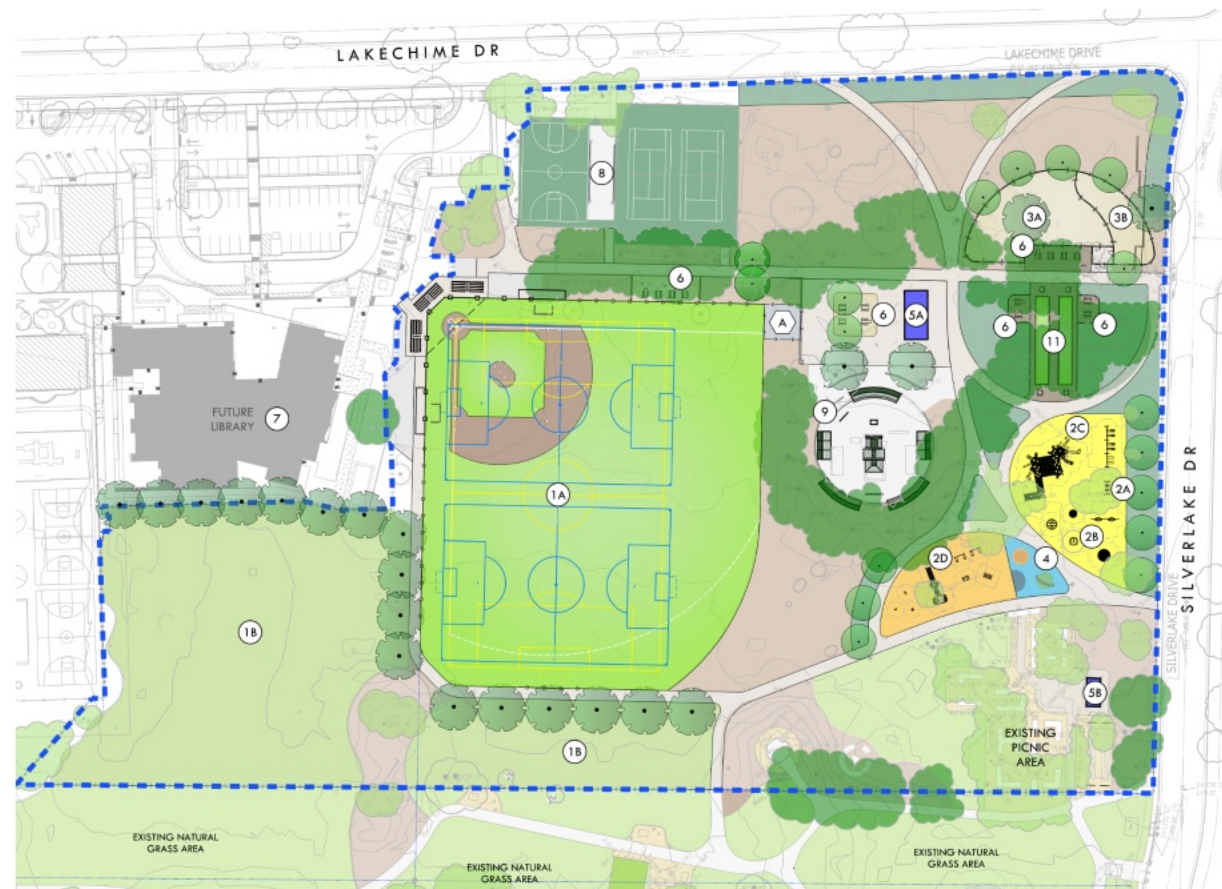 LAKECHIME DR
LAKECHIME DRIVE
8
3A
3B
6
6
A
6
5A
6
11
6
FUTURE
LIBRARY
7
9
2C
1A
2A
2B
2D
4
SILVERLAKE DR
SILVERLAKE DRIVE
1B
5B
1B
EXISTING
PICNIC
AREA
EXISTING NATURAL
GRASS AREA
EXISTING NATURAL
GRASS AREA
EXISTING NATURAL
GRASS AREA